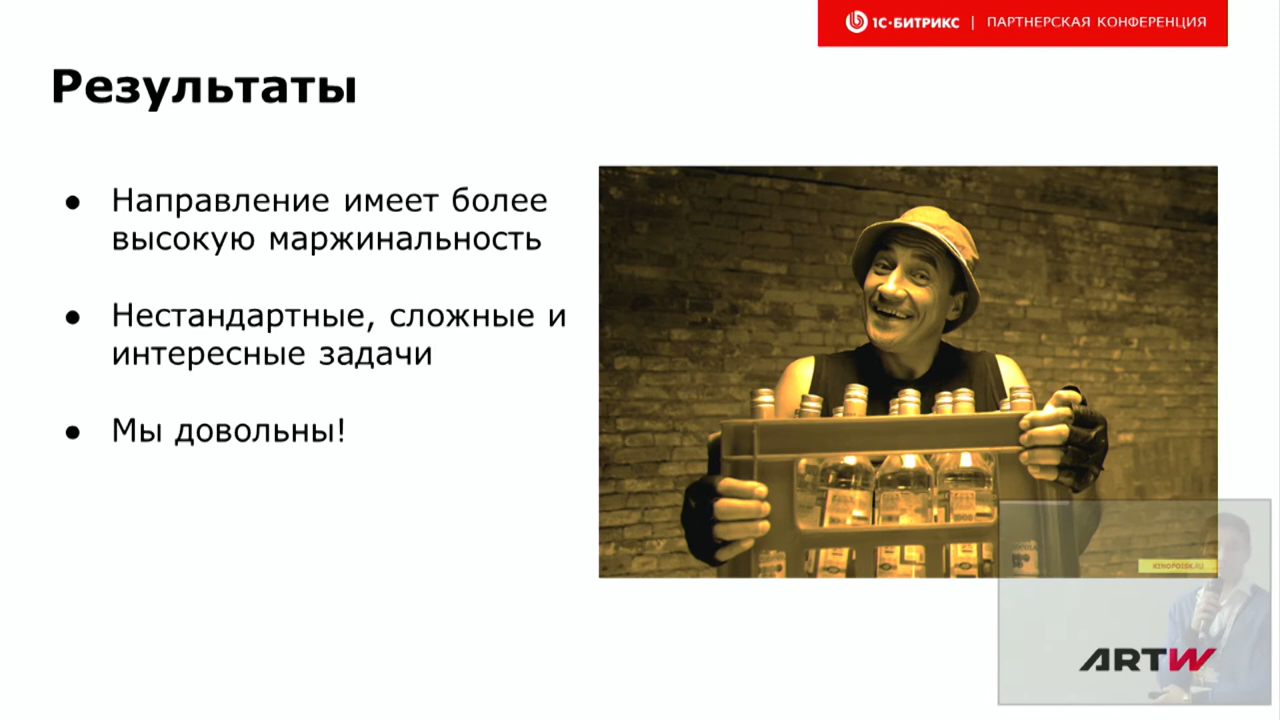 1С-БИТРИКС | ПАРТНЕРСКАЯ КОНФЕРЕНЦИЯ
Результаты
● Направление имеет более
высокую маржинальность
● Нестандартные, сложные и
интересные задачи
● Мы довольны!
KINOPOISK.RU
ARTW